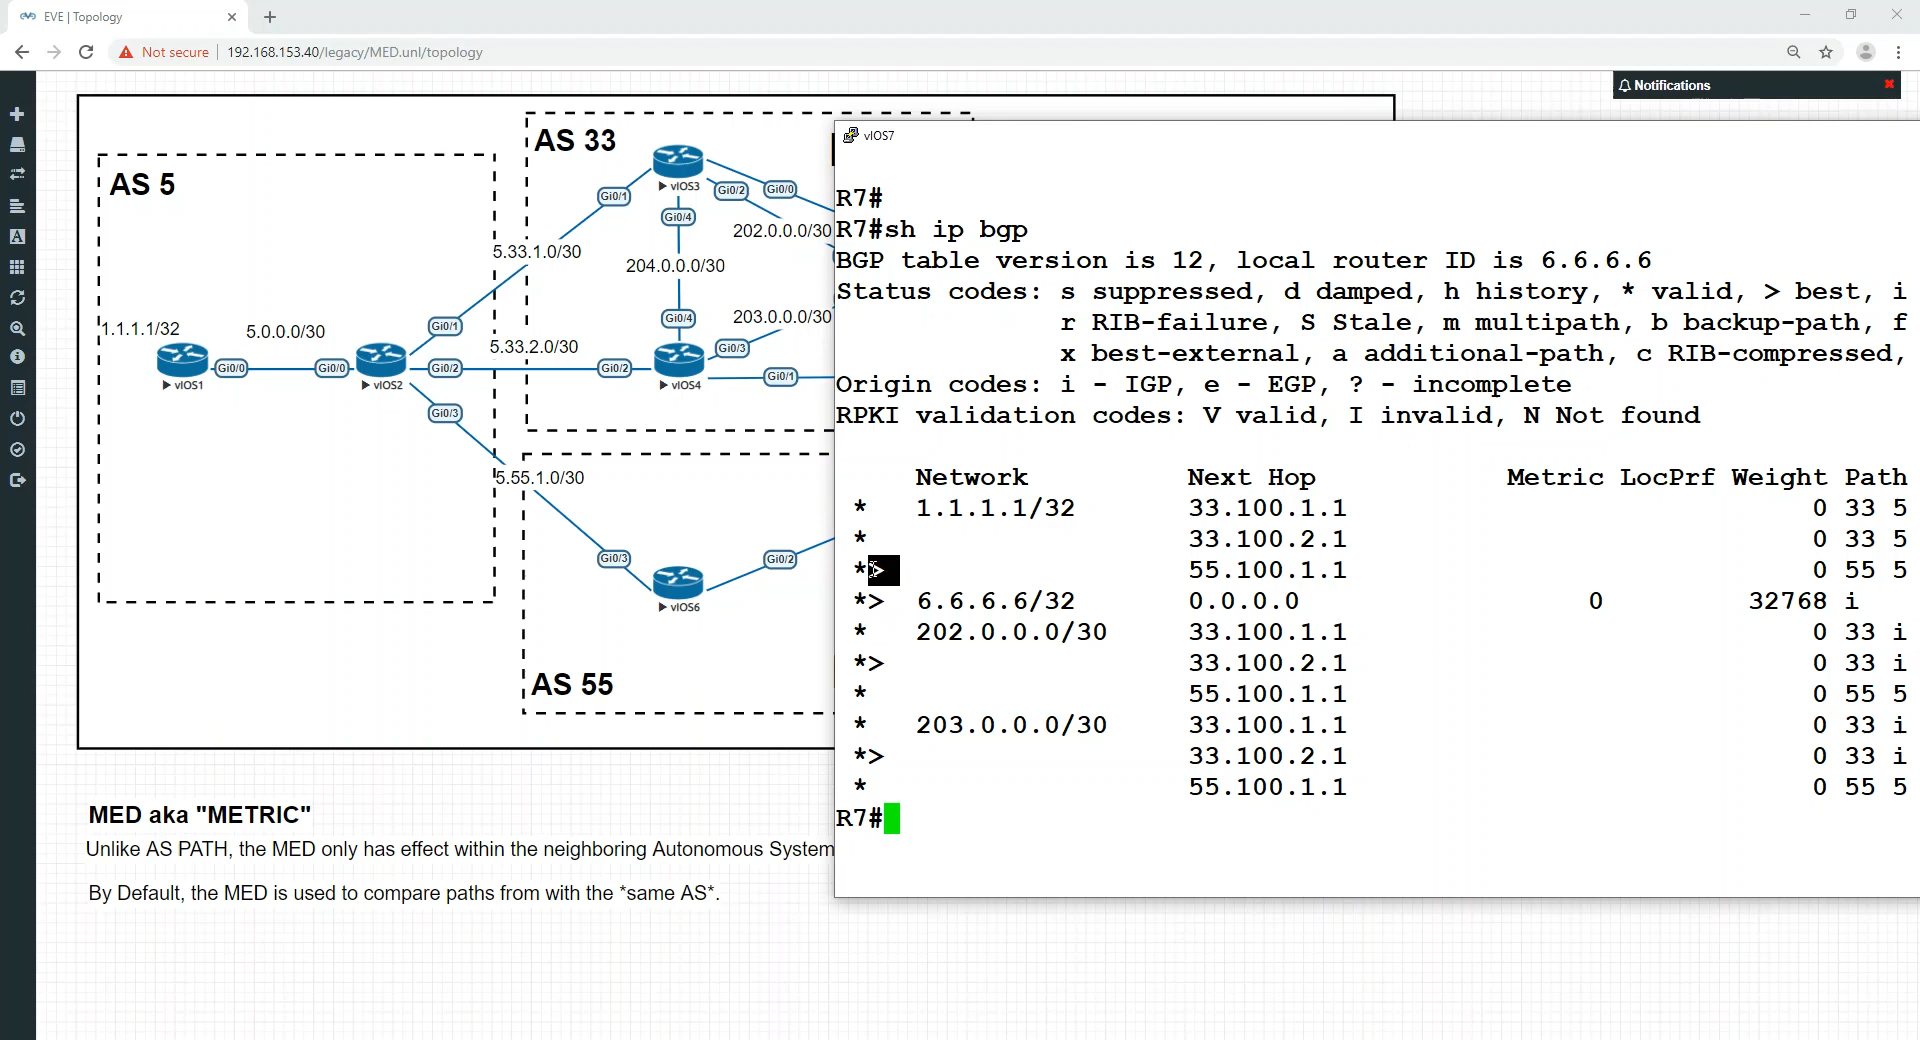 EVE | Topology
Not secure | 192.168.153.40/legacy/MED.unl/topology
Notifications
AS 5
AS 33
vIOS3
Gi0/1
Gi0/2
Gi0/0
Gi0/4
202.0.0.0/30
5.33.1.0/30
204.0.0.0/30
1.1.1.1/32
5.0.0.0/30
Gi0/1
Gi0/4
203.0.0.0/30
5.33.2.0/30
Gi0/3
Gi0/0
Gi0/0
Gi0/2
Gi0/2
Gi0/1
vIOS1
vIOS2
vIOS4
Gi0/3
5.55.1.0/30
Gi0/3
Gi0/2
vIOS6
AS 55
MED aka "METRIC"
Unlike AS PATH, the MED only has effect within the neighboring Autonomous System
By Default, the MED is used to compare paths from with the *same AS*.
vIOS7
R7#
R7#sh ip bgp
BGP table version is 12, local router ID is 6.6.6.6
Status codes: s suppressed, d damped, h history, * valid, > best, i
r RIB-failure, S Stale, m multipath, b backup-path, f
x best-external, a additional-path, c RIB-compressed,
Origin codes: i - IGP, e - EGP, ? - incomplete
RPKI validation codes: V valid, I invalid, N Not found
Network Next Hop Metric LocPrf Weight Path
* 1.1.1.1/32 33.100.1.1 0 33 5
* 33.100.2.1 0 33 5
*> 55.100.1.1 0 55 5
*> 6.6.6.6/32 0.0.0.0 0 32768 i
* 202.0.0.0/30 33.100.1.1 0 33 i
*> 33.100.2.1 0 33 i
* 55.100.1.1 0 55 5
* 203.0.0.0/30 33.100.1.1 0 33 i
*> 33.100.2.1 0 33 i
* 55.100.1.1 0 55 5
R7#